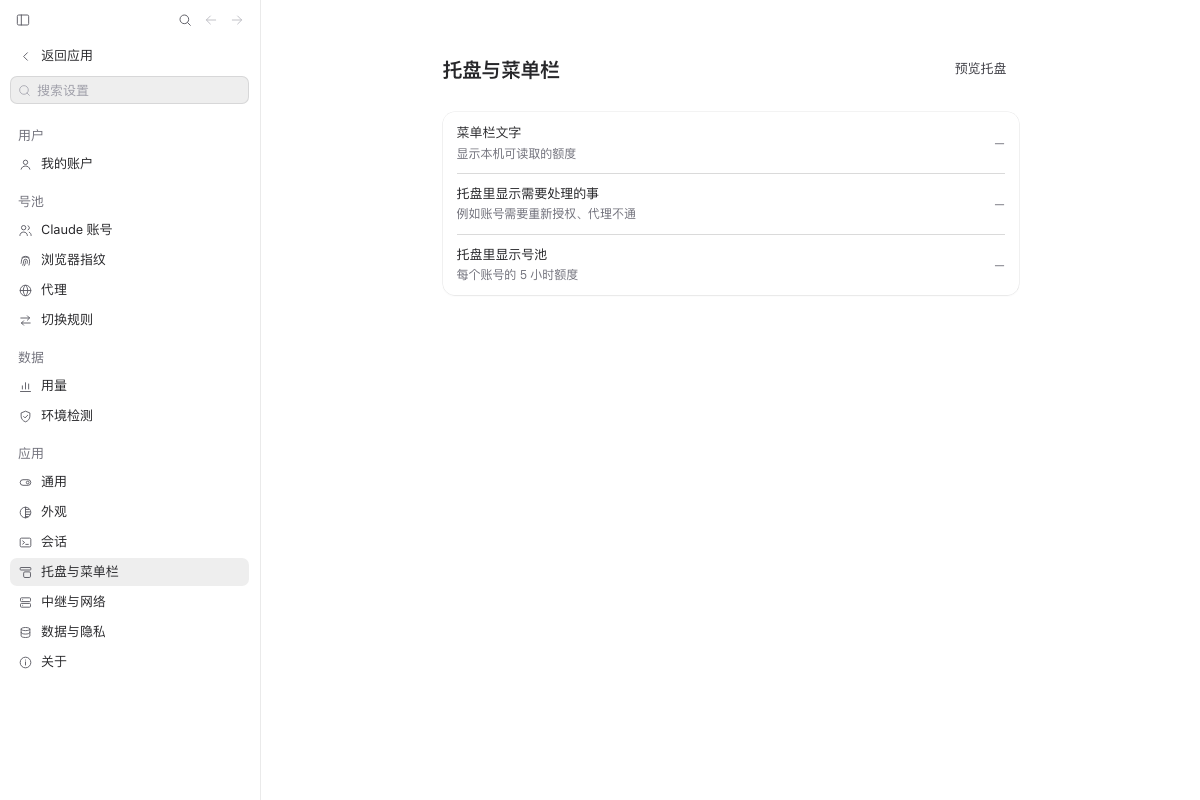 返回应用
搜索设置
用户
我的账户
号池
Claude 账号
浏览器指纹
代理
切换规则
数据
用量
环境检测
应用
通用
外观
会话
托盘与菜单栏
中继与网络
数据与隐私
关于
托盘与菜单栏
预览托盘
菜单栏文字
显示本机可读取的额度
—
托盘里显示需要处理的事
例如账号需要重新授权、代理不通
—
托盘里显示号池
每个账号的 5 小时额度
—